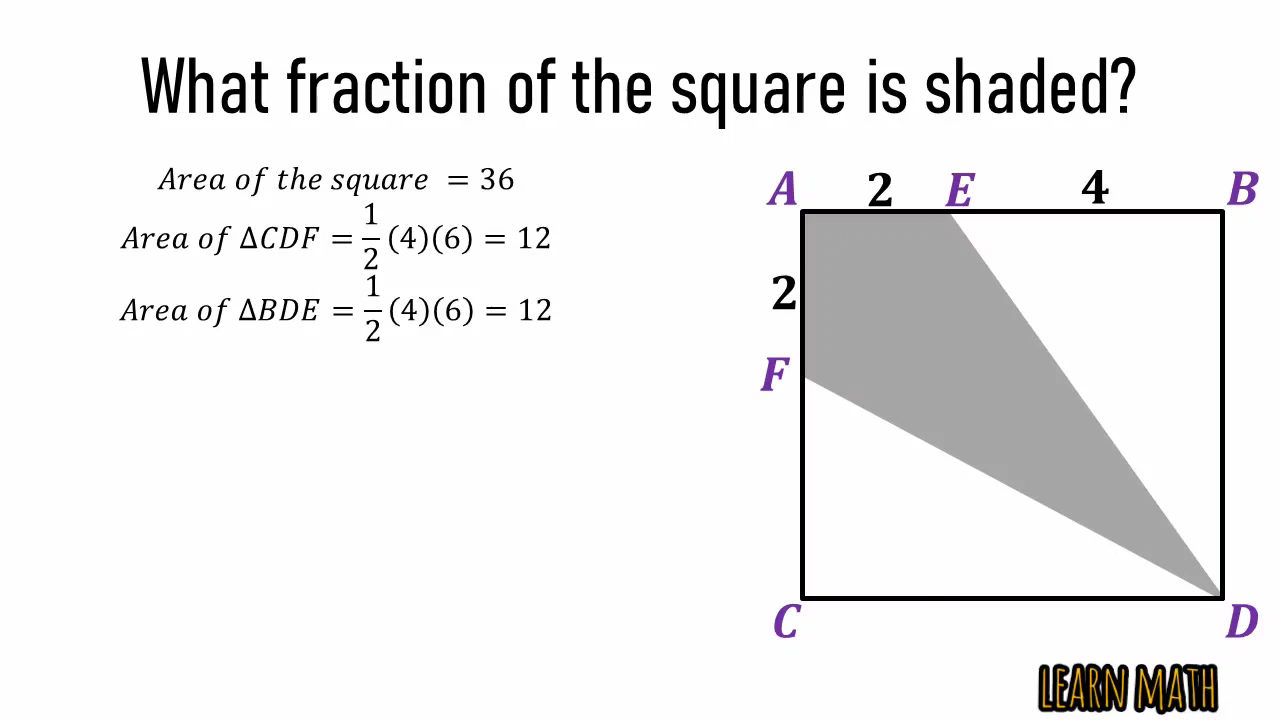 What fraction of the square is shaded?
Area of the square = 36
Area of ΔCDF = 1/2 (4)(6) = 12
Area of ΔBDE = 1/2 (4)(6) = 12
A 2 E 4 B
2
F
C D
LEARN MATH